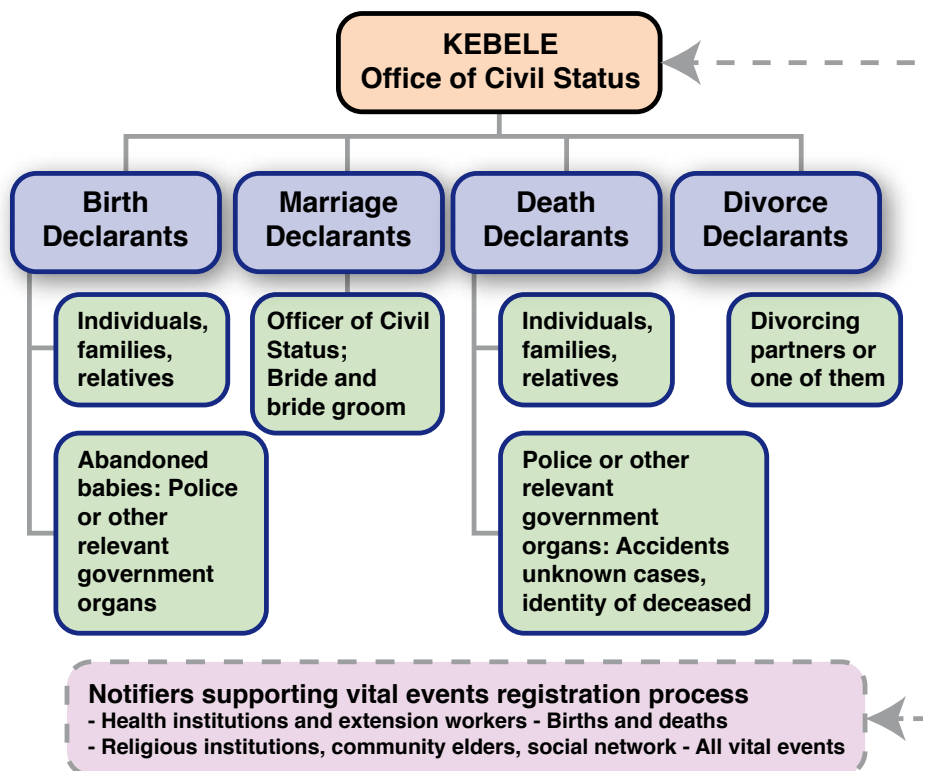 KEBELE
Office of Civil Status
Birth
Declarants
Marriage
Declarants
Death
Declarants
Divorce
Declarants
Individuals,
families,
relatives
Officer of Civil
Status;
Bride and
bride groom
Individuals,
families,
relatives
Divorcing
partners or
one of them
Abandoned
babies: Police
or other
relevant
government
organs
Police or other
relevant
government
organs: Accidents
unknown cases,
identity of deceased
Notifiers supporting vital events registration process
- Health institutions and extension workers - Births and deaths
- Religious institutions, community elders, social network - All vital events